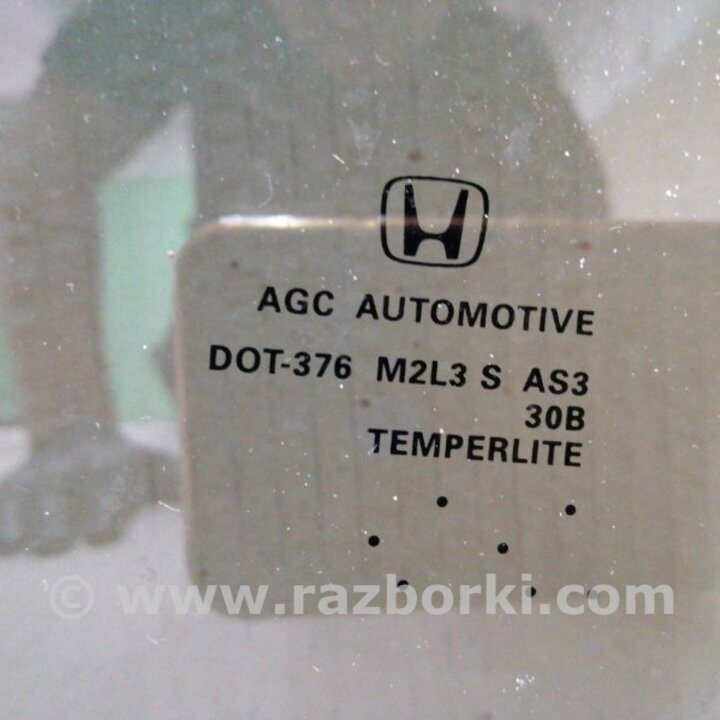 AGC AUTOMOTIVE
DOT-376 M2L3 S AS3
30B
TEMPERLITE
© www.razborki.com